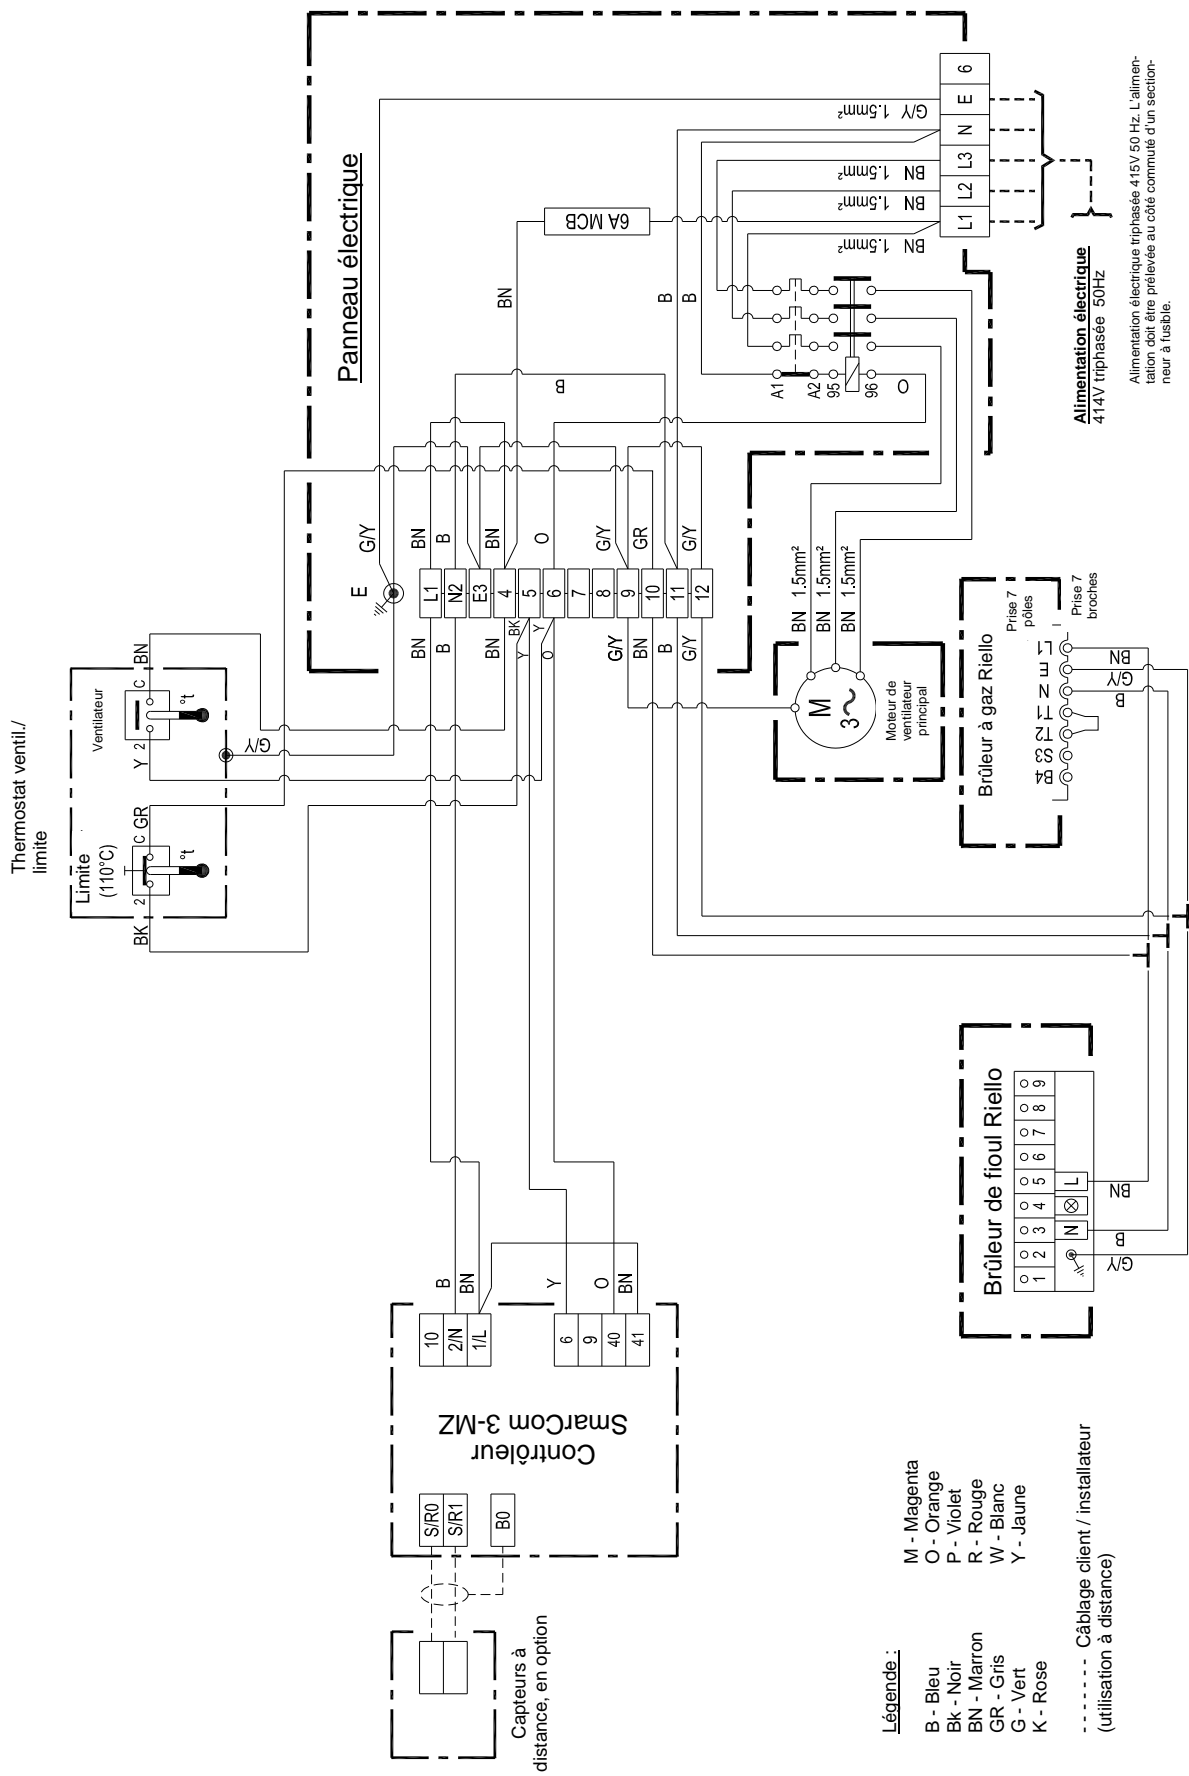 Thermostat ventil./
limite
Limite
(110°C)
Ventilateur
BK
2
C
GR
°t
Y
2
C
BN
°t
G/Y
Panneau électrique
E
G/Y
BN
L1
BN
B
N2
B
E3
BN
4
BN
BK
Y
5
Y
O
6
O
7
8
G/Y
9
G/Y
BN
10
GR
B
11
G/Y
12
G/Y
B
BN
6A MCB
B
B
A1
A2
95
96
O
BN 1.5mm²
BN 1.5mm²
BN 1.5mm²
G/Y 1.5mm²
L1
L2
L3
N
E
6
Alimentation électrique
414V triphasée 50Hz
Alimentation électrique triphasée 415V 50 Hz. L'alimen-
tation doit être prélevée au côté commuté d'un section-
neur à fusible.
BN 1.5mm²
BN 1.5mm²
BN 1.5mm²
M
3~
Moteur de
ventilateur
principal
Brûleur à gaz Riello
Prise 7
pôles
Prise 7
broches
B4
S3
T2
T1
N
E
L1
B
G/Y
BN
Brûleur de fioul Riello
1
2
3
4
5
6
7
8
9
N
L
G/Y
B
BN
Contrôleur
SmarCom 3-MZ
10
2/N
1/L
B
BN
6
9
40
41
Y
O
BN
S/R0
S/R1
B0
Capteurs à
distance, en option
Légende :
B - Bleu
Bk - Noir
BN - Marron
GR - Gris
G - Vert
K - Rose
M - Magenta
O - Orange
P - Violet
R - Rouge
W - Blanc
Y - Jaune
- - - - - - - Câblage client / installateur
(utilisation à distance)